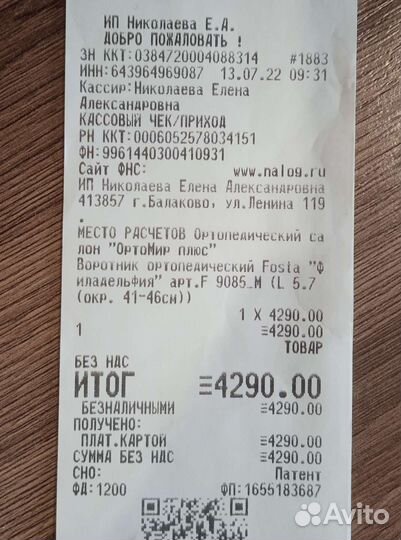 ИП Николаева Е.А.
ДОБРО ПОЖАЛОВАТЬ !
ЗН ККТ:0384720004088314 #1883
ИНН:643964969087 13.07.22 09:31
Кассир:Николаева Елена
Александровна
КАССОВЫЙ ЧЕК/ПРИХОД
РН ККТ:0006052578034151
ФН:9961440300410931
Сайт ФНС: www.nalog.ru
ИП Николаева Елена Александровна
413857 г.Балаково, ул.Ленина 119
.
МЕСТО РАСЧЕТОВ Ортопедический са
лон "ОртоМир плюс"
Воротник ортопедический Fosta "Ф
иладельфия" арт.F 9085_M (L 5.7
(окр. 41-46см))
1 X 4290.00
1 ≡4290.00
ТОВАР
БЕЗ НДС
ИТОГ ≡4290.00
БЕЗНАЛИЧНЫМИ ≡4290.00
ПОЛУЧЕНО:
ПЛАТ.КАРТОЙ ≡4290.00
СУММА БЕЗ НДС ≡4290.00
СНО: Патент
ФД:1200 ФП:1655183687
Avito